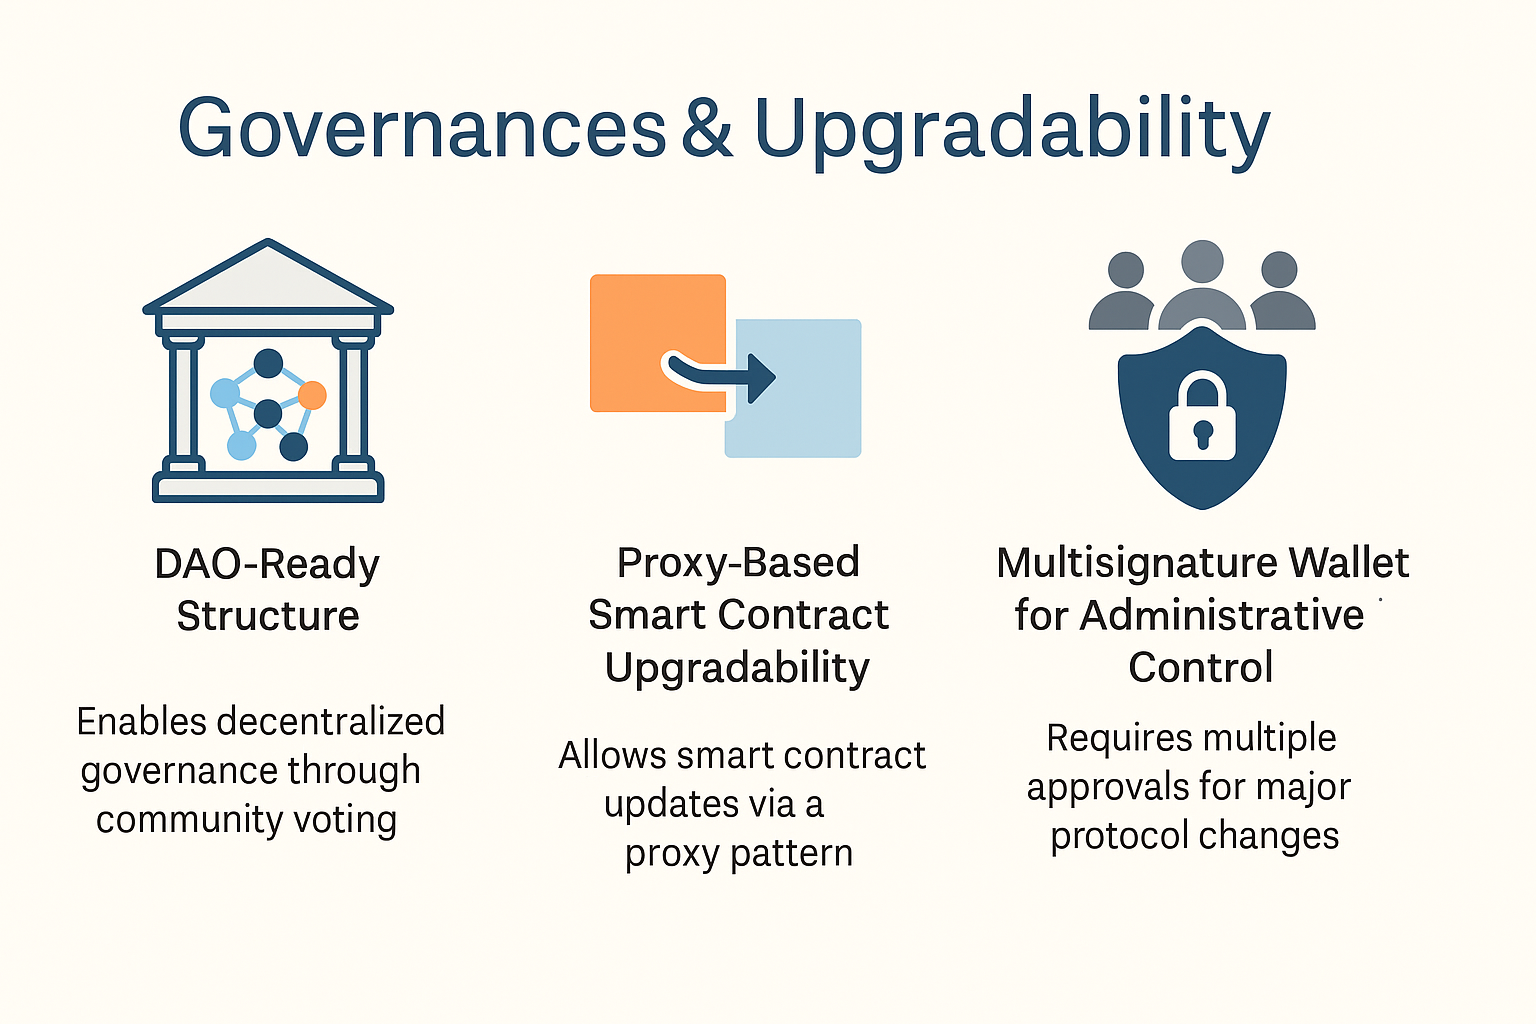 Governances & Upgradability
DAO-Ready
Structure
Enables decentralized
governance through
community voting
Proxy-Based
Smart Contract
Upgradability
Allows smart contract
updates via a
proxy pattern
Multisignature Wallet
for Administrative
Control
Requires multiple
approvals for major
protocol changes